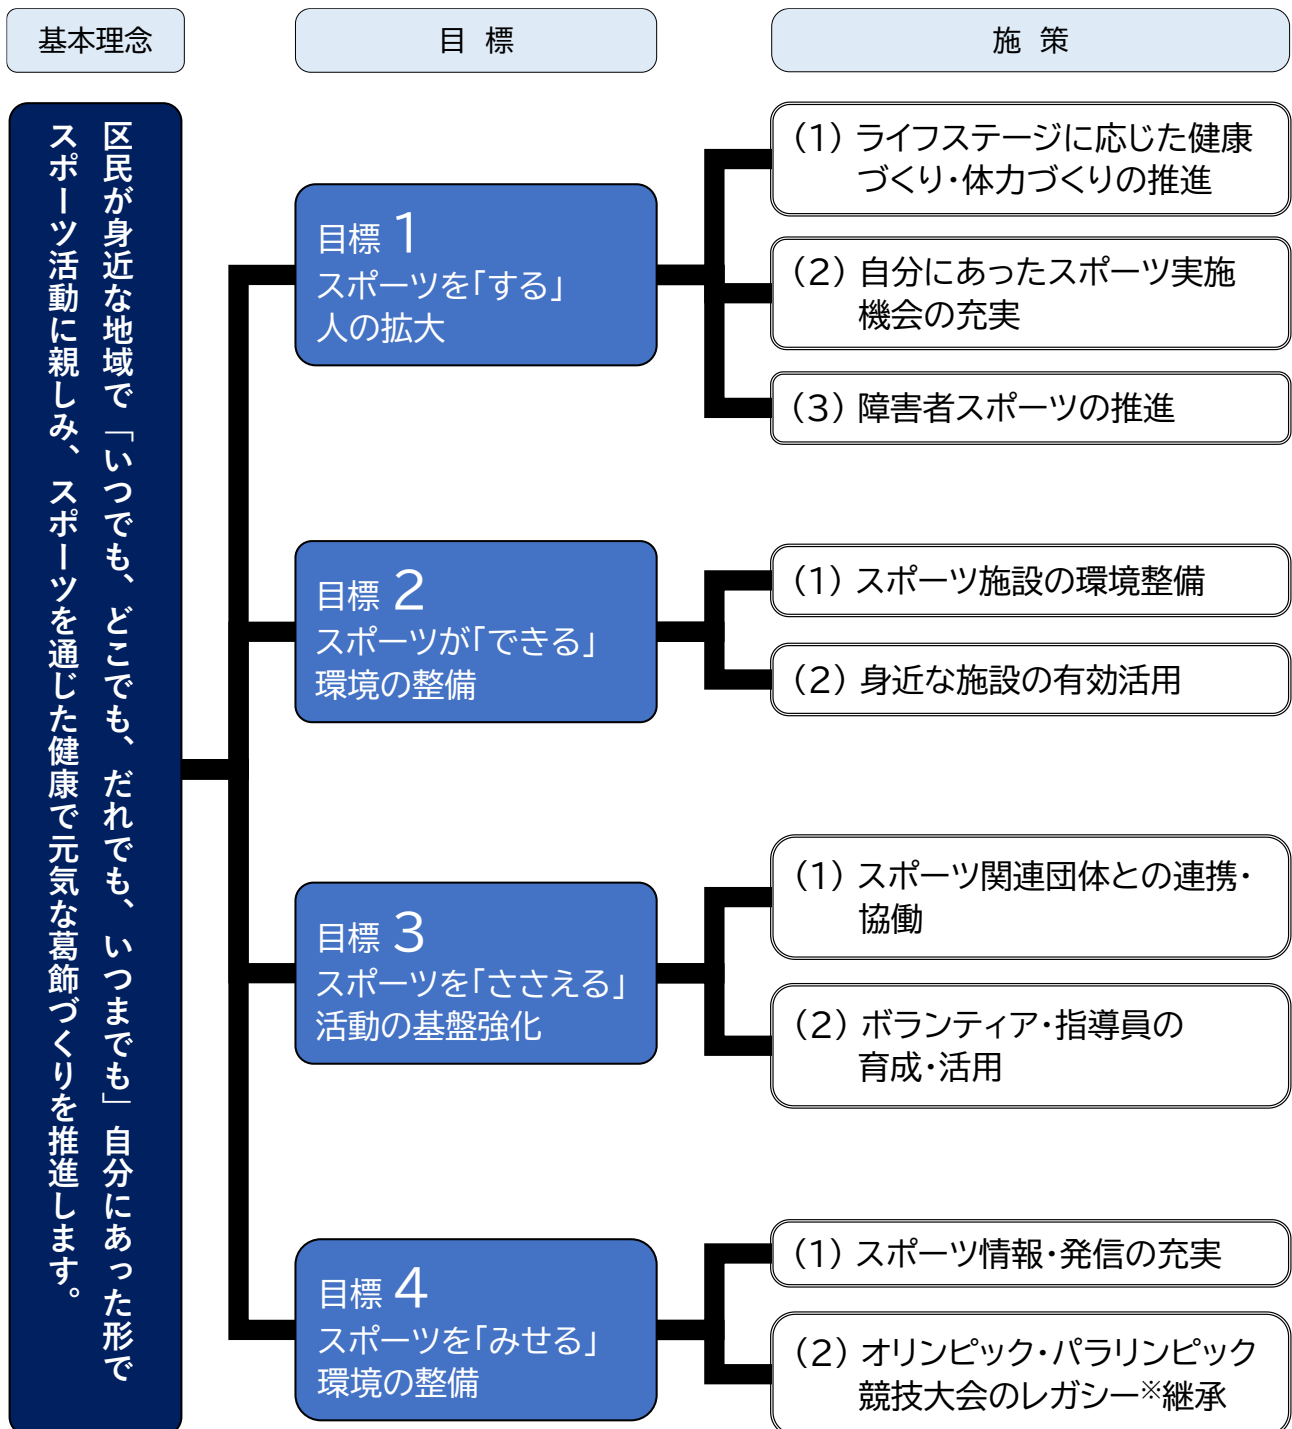 基本理念
目 標
施 策
区民が身近な地域で「いつでも、どこでも、だれでも、いつまでも」自分にあった形で
スポーツ活動に親しみ、スポーツを通じた健康で元気な葛飾づくりを推進します。
目標 1
スポーツを「する」
人の拡大
(1) ライフステージに応じた健康
づくり・体力づくりの推進
(2) 自分にあったスポーツ実施
機会の充実
(3) 障害者スポーツの推進
目標 2
スポーツが「できる」
環境の整備
(1) スポーツ施設の環境整備
(2) 身近な施設の有効活用
目標 3
スポーツを「ささえる」
活動の基盤強化
(1) スポーツ関連団体との連携・
協働
(2) ボランティア・指導員の
育成・活用
目標 4
スポーツを「みせる」
環境の整備
(1) スポーツ情報・発信の充実
(2) オリンピック・パラリンピック
競技大会のレガシー※継承